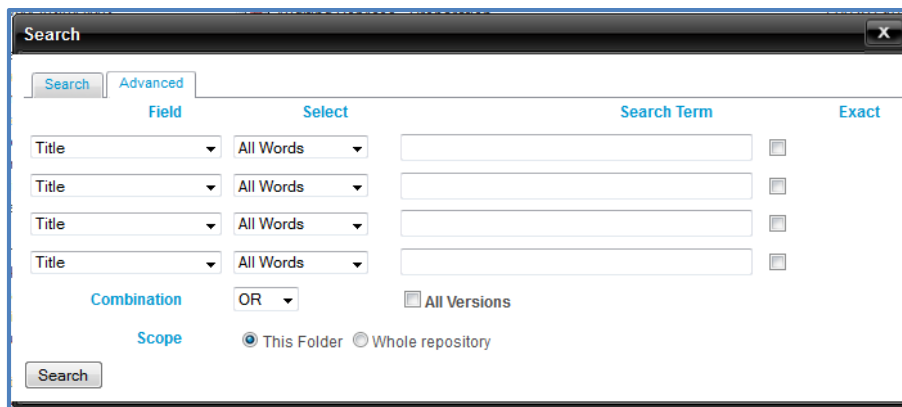 Search X
Search Advanced
Field Select Search Term Exact
Title All Words
Title All Words
Title All Words
Title All Words
Combination OR All Versions
Scope This Folder Whole repository
Search